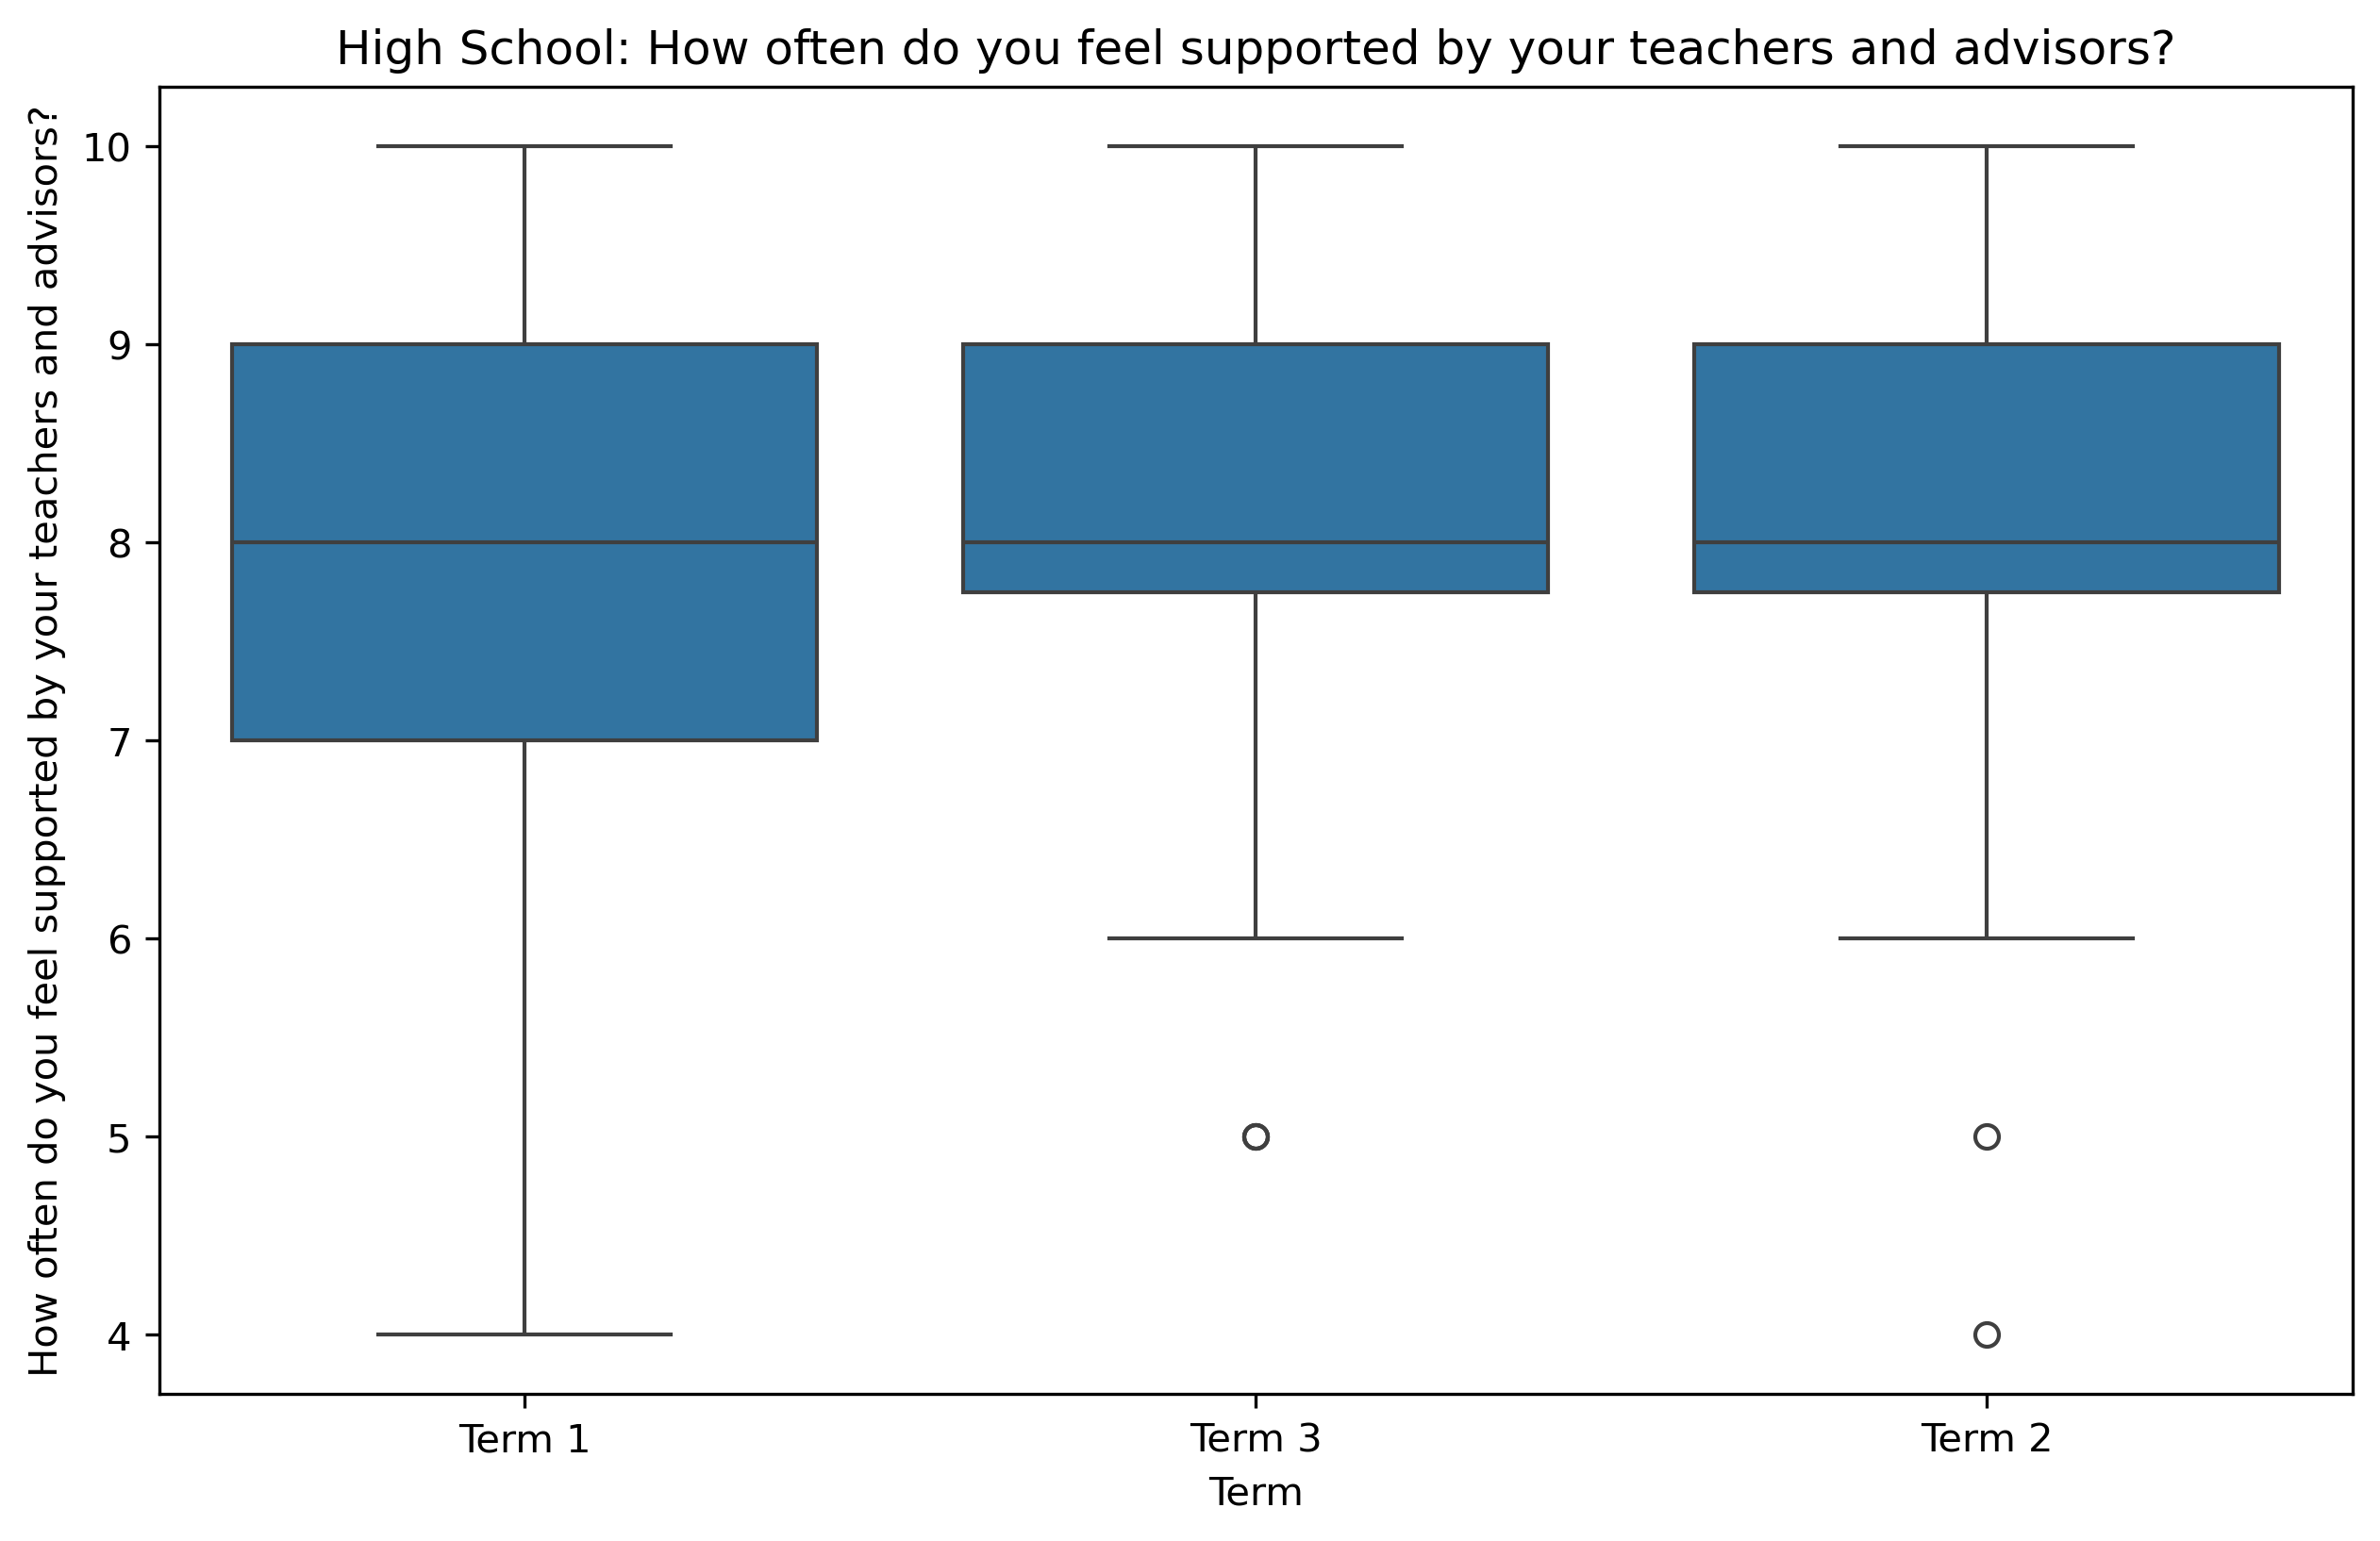 High School: How often do you feel supported by your teachers and advisors?
How often do you feel supported by your teachers and advisors?
10
9
8
7
6
5
4
Term 1
Term 3
Term 2
Term